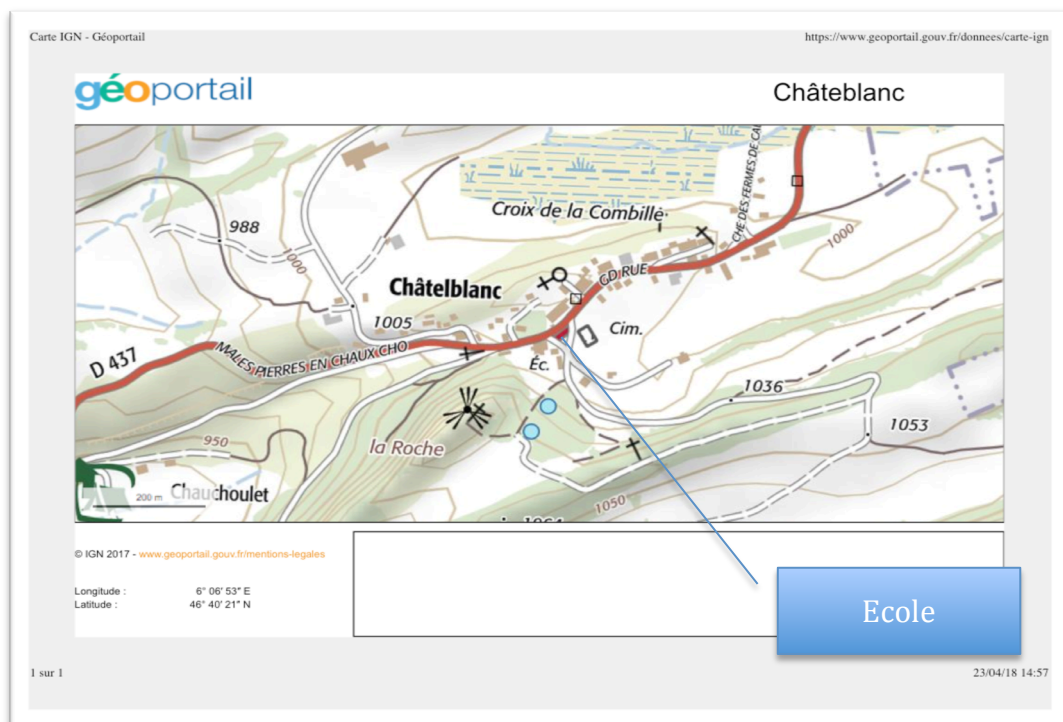 Carte IGN - Géoportail
https://www.geoportail.gouv.fr/donnees/carte-ign
géoportail
Châteblanc
CHE DES FERMES DE
Croix de la Combille
988
1000
1000
GD RUE
Châtelblanc
1005
Cim.
D 437
MALES PIERRES EN CHAUX CHO
Éc.
1036
1053
950
la Roche
Chauchoulet
200 m
1050
© IGN 2017 - www.geoportail.gouv.fr/mentions-legales
Longitude : 6° 06' 53" E
Latitude : 46° 40' 21" N
Ecole
1 sur 1
23/04/18 14:57